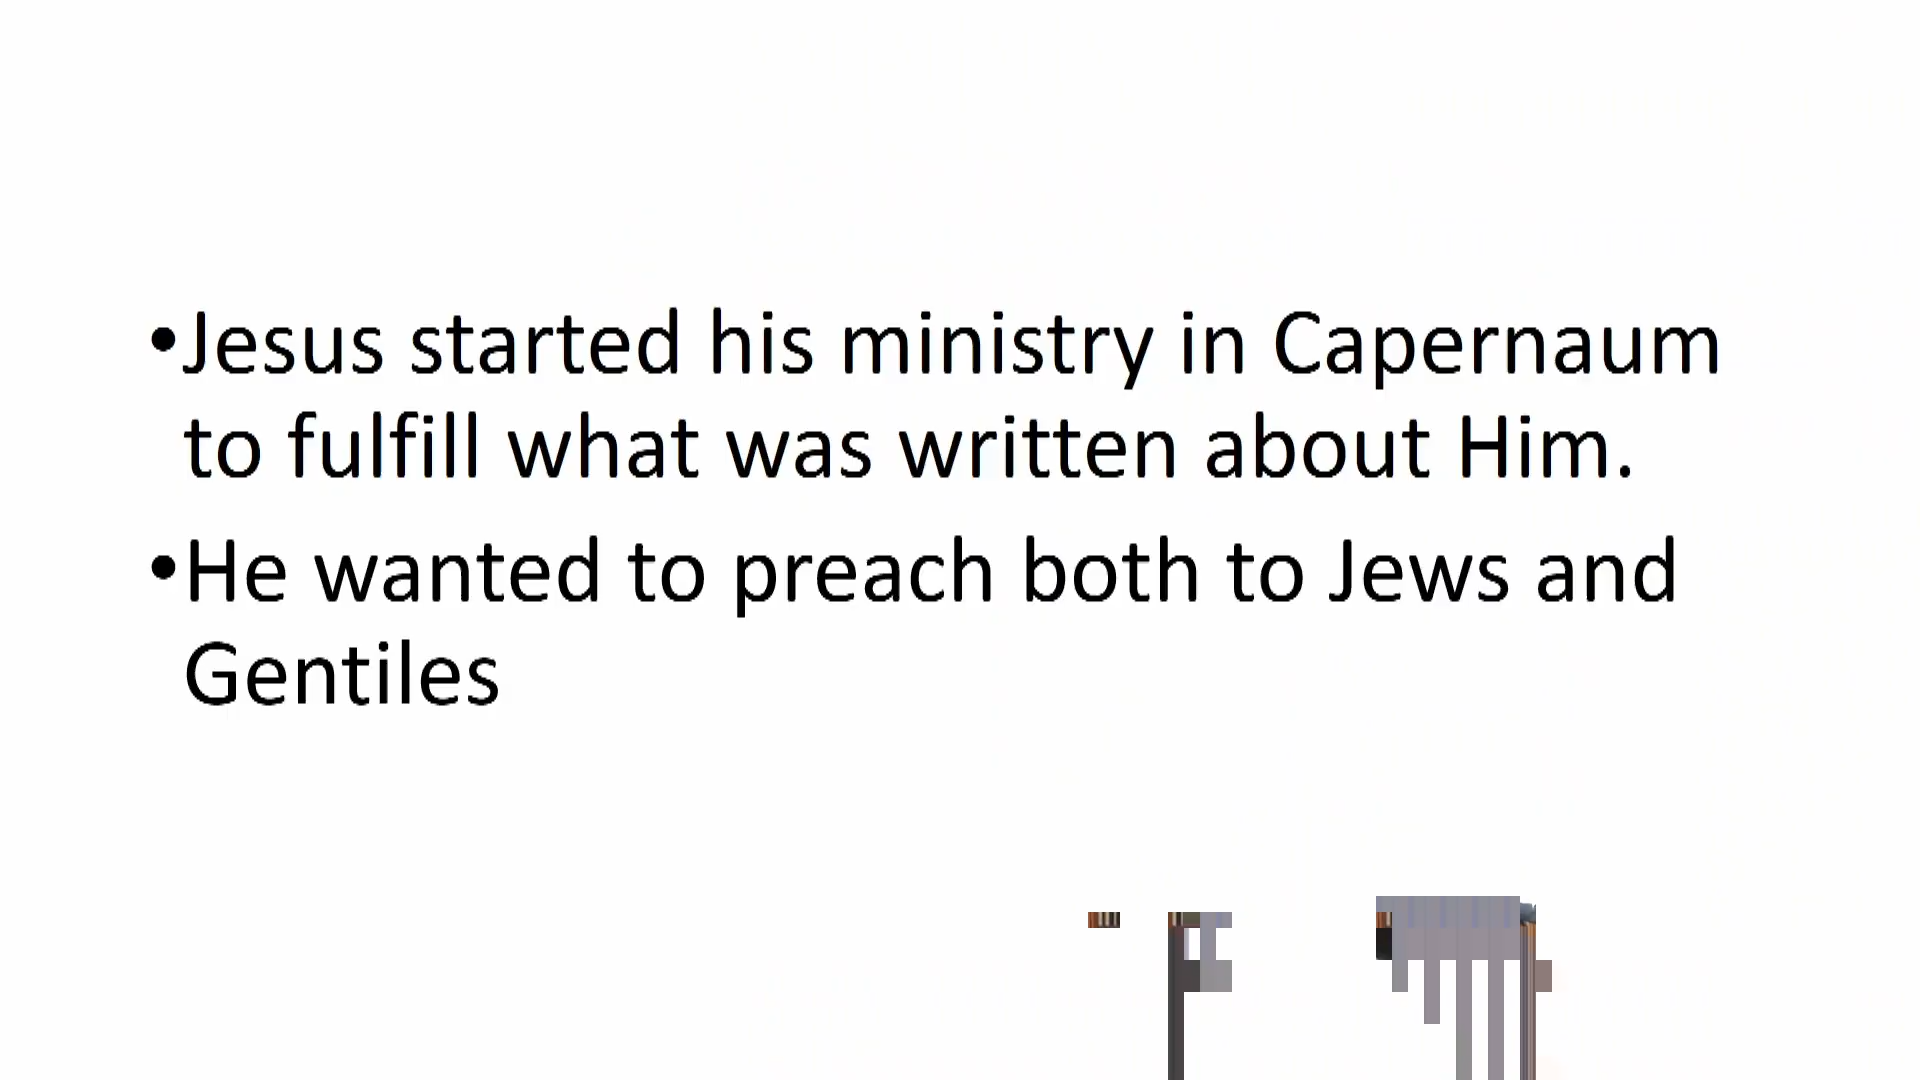 •Jesus started his ministry in Capernaum
to fulfill what was written about Him.
•He wanted to preach both to Jews and
Gentiles